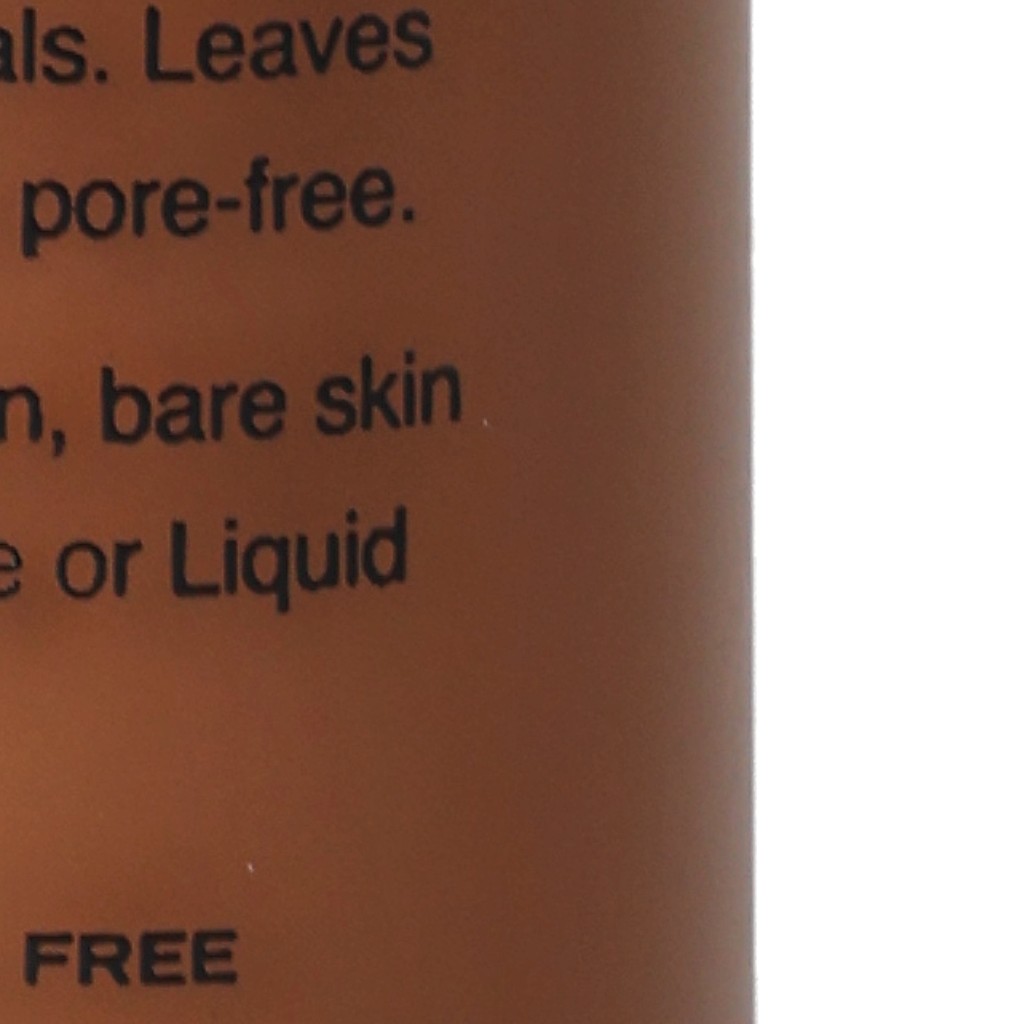 als. Leaves
pore-free.
n, bare skin
e or Liquid
FREE